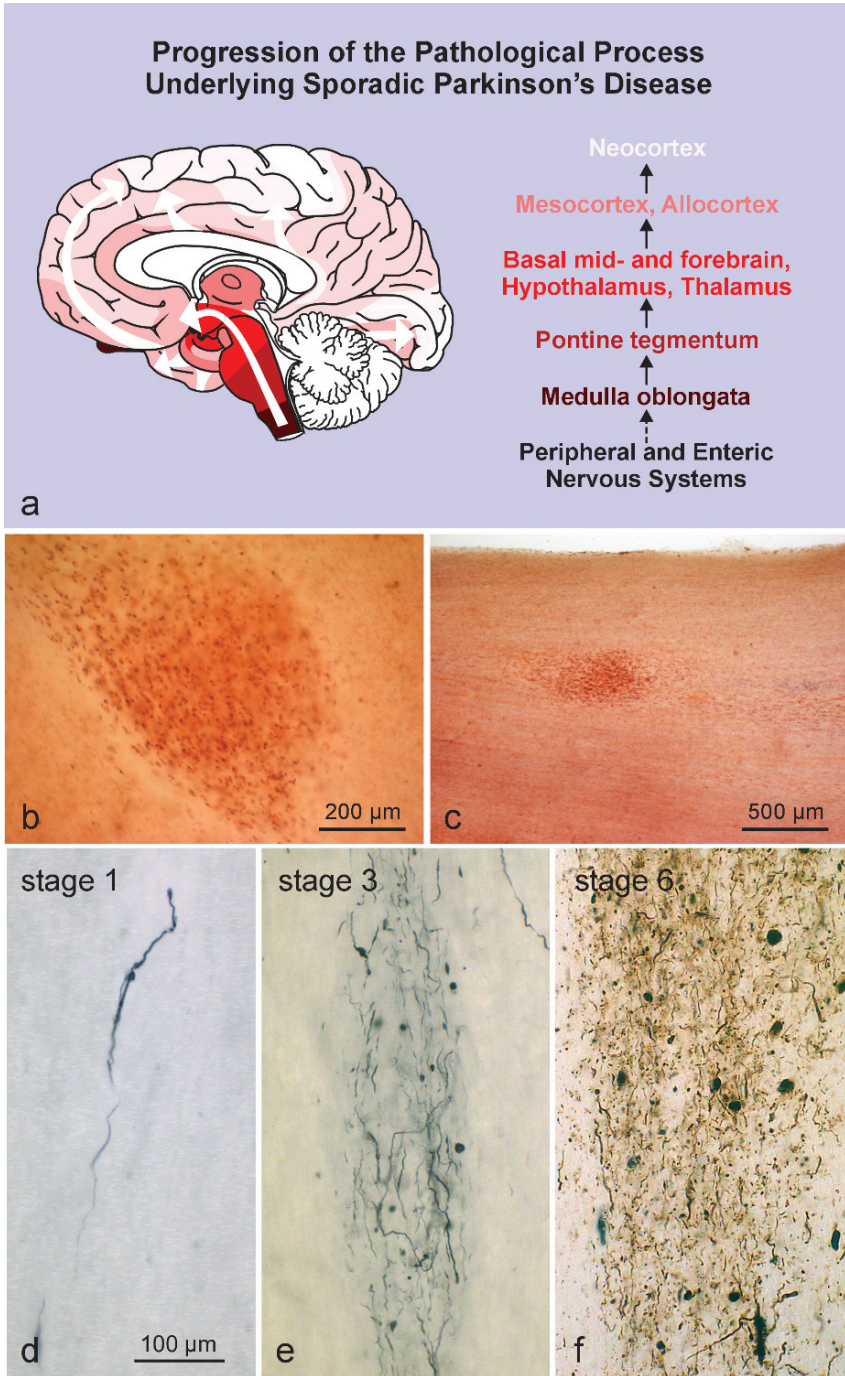 Progression of the Pathological Process
Underlying Sporadic Parkinson's Disease
Neocortex
Mesocortex, Allocortex
Basal mid- and forebrain,
Hypothalamus, Thalamus
Pontine tegmentum
Medulla oblongata
Peripheral and Enteric
Nervous Systems
a
b
200 µm
c
500 µm
stage 1
d
100 µm
stage 3
e
stage 6
f